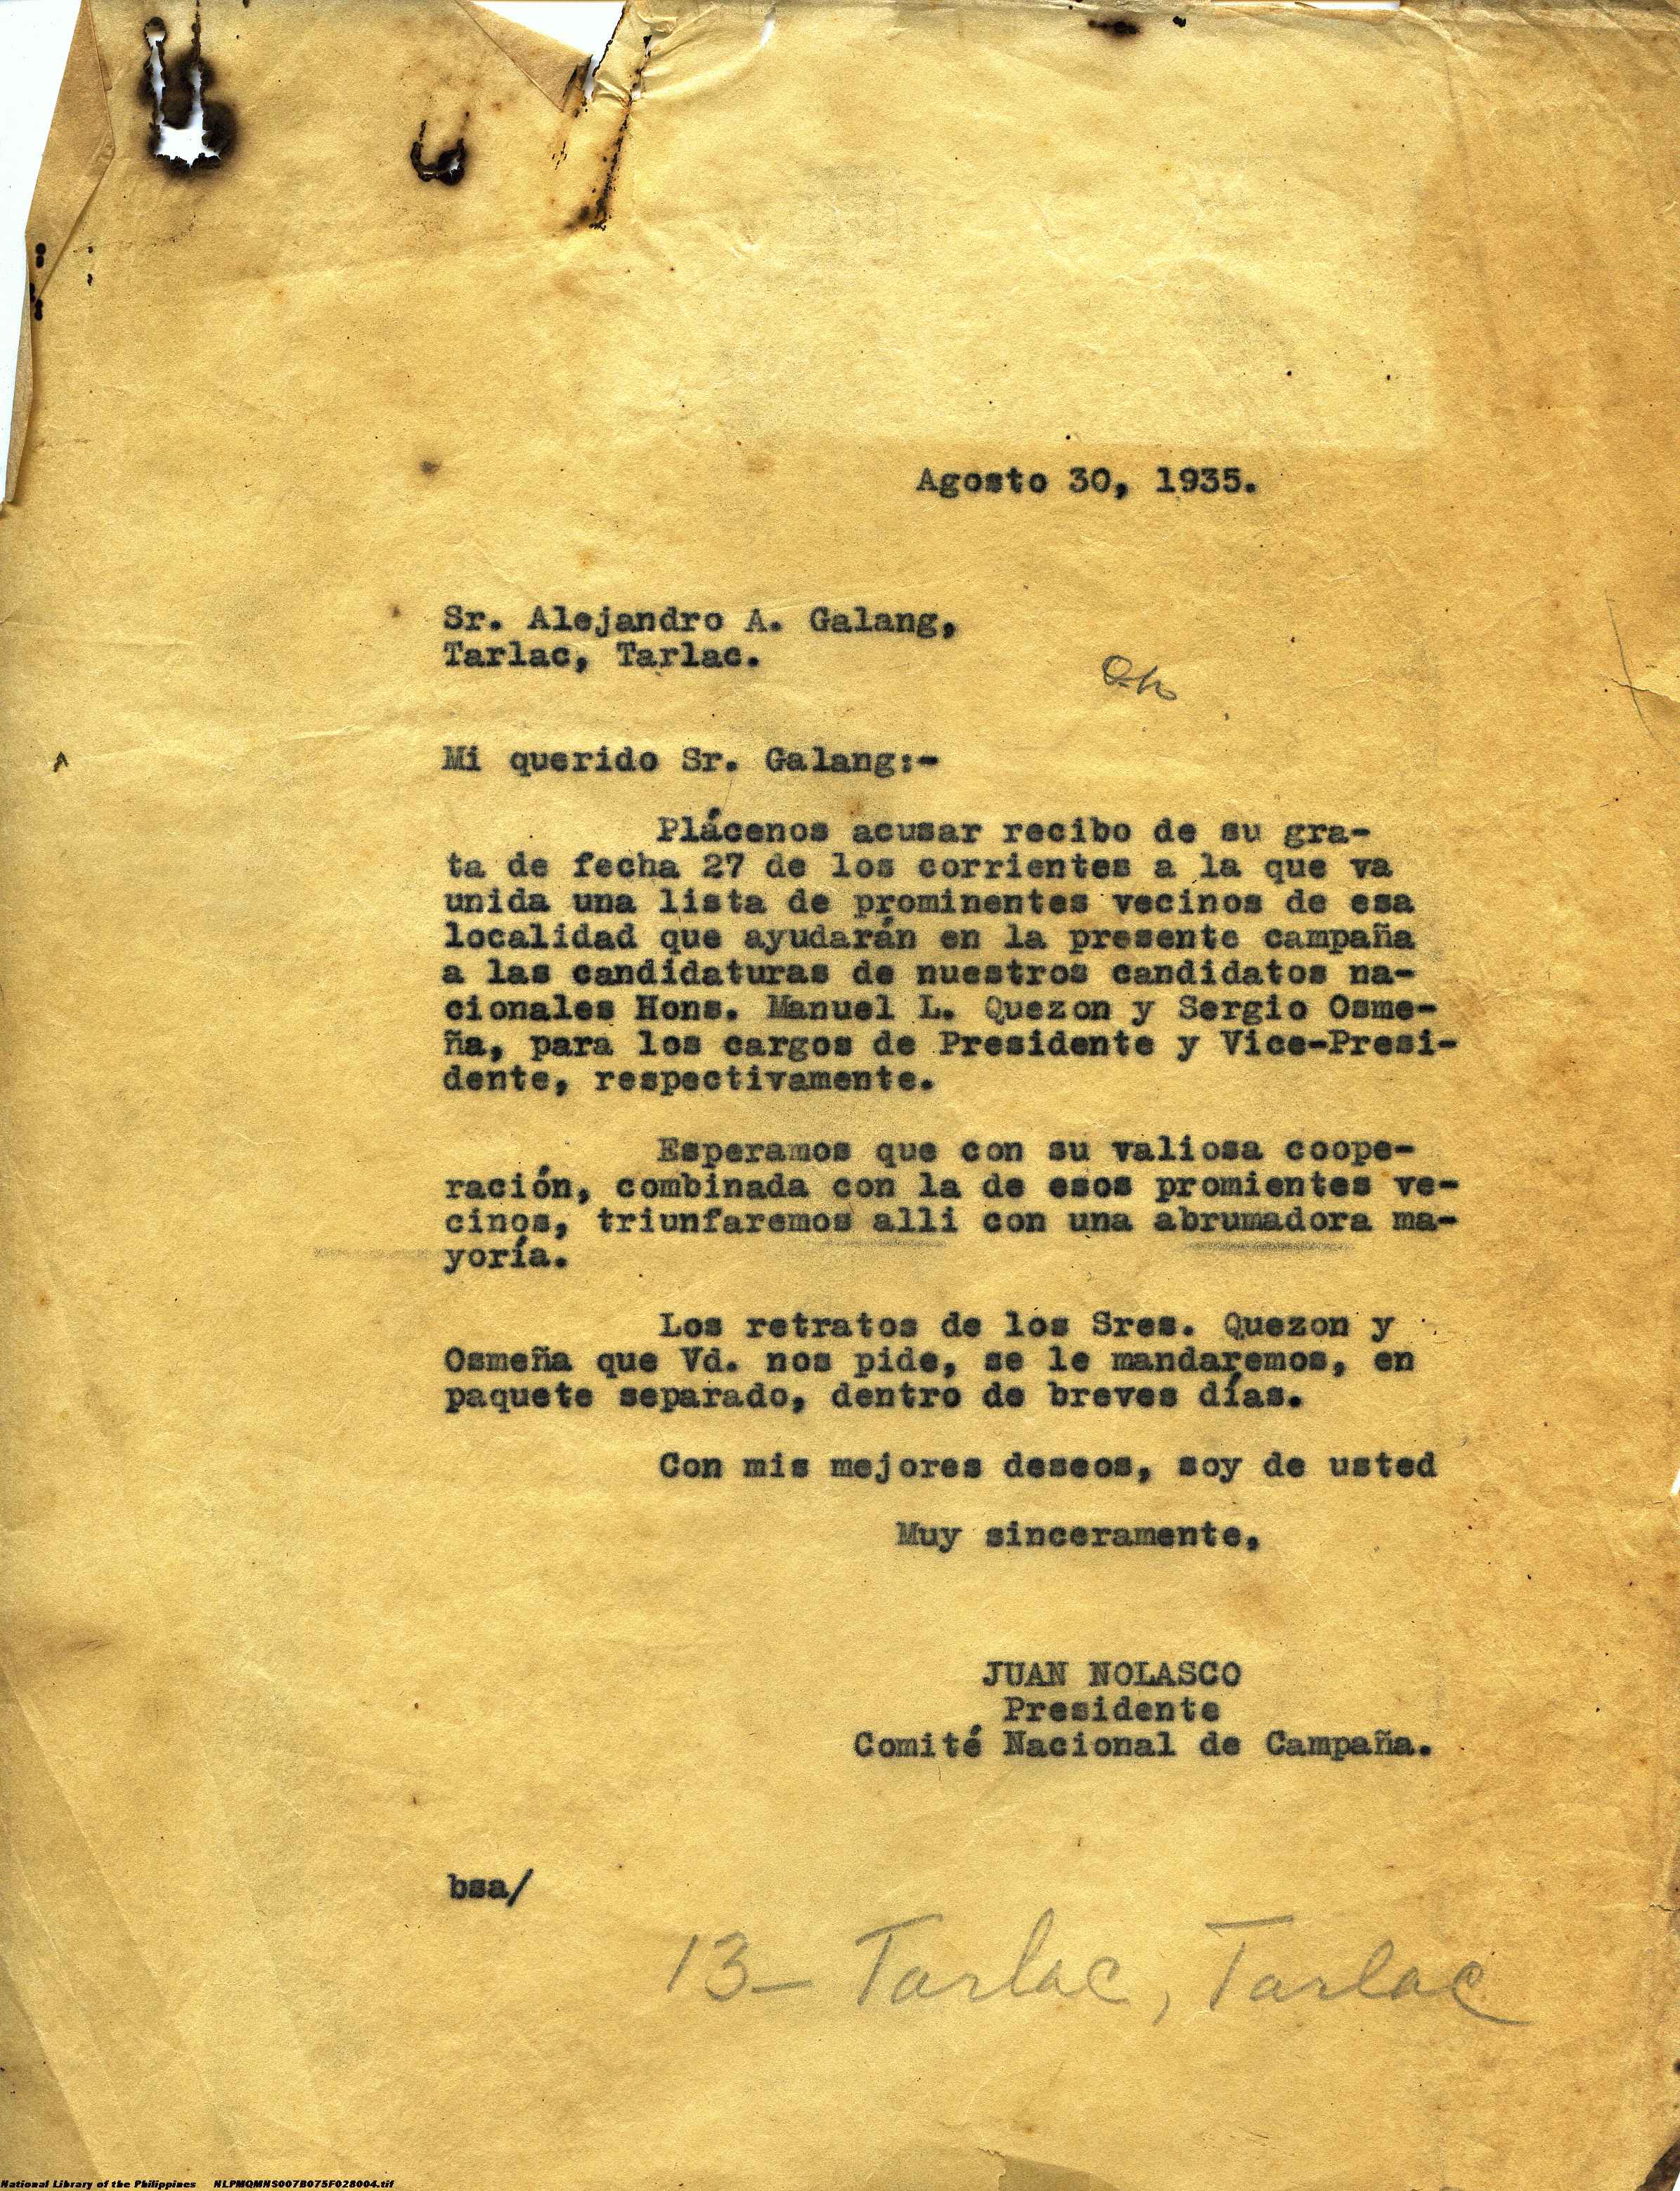 Agosto 30, 1935.
Sr. Alejandro A. Galang,
Tarlac, Tarlac.
Mi querido Sr. Galang:-
Plácenos acusar recibo de su gra-
ta de fecha 27 de los corrientes a la que va
unida una lista de prominentes vecinos de esa
localidad que ayudarán en la presente campaña
a las candidaturas de nuestros candidatos na-
cionales Hons. Manuel L. Quezon y Sergio Osme-
ña, para los cargos de Presidente y Vice-Presi-
dente, respectivamente.
Esperamos que con su valiosa coope-
ración, combinada con la de esos promientes ve-
cinos, triunfaremos alli con una abrumadora ma-
yoría.
Los retratos de los Sres. Quezon y
Osmeña que Vd. nos pide, se le mandaremos, en
paquete separado, dentro de breves días.
Con mis mejores deseos, soy de usted
Muy sinceramente,
JUAN NOLASCO
Presidente
Comité Nacional de Campaña.
bsa/
13- Tarlac, Tarlac
National Library of the Philippines NLPMQMNS007B075F028004.tif